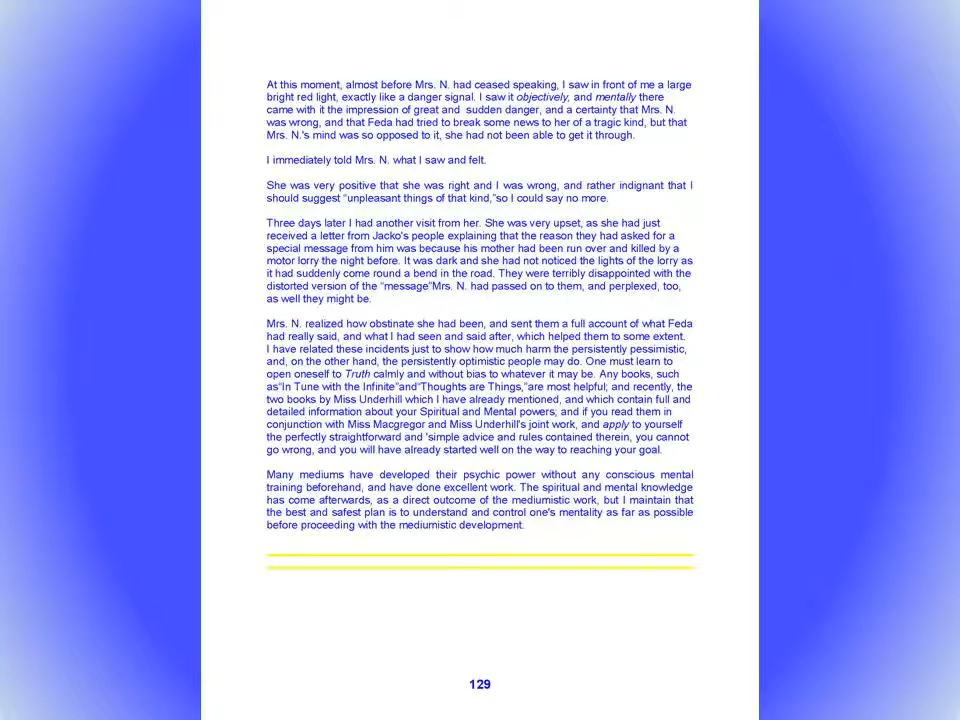 At this moment, almost before Mrs. N. had ceased speaking, I saw in front of me a large
bright red light, exactly like a danger signal. I saw it objectively, and mentally there
came with it the impression of great and sudden danger, and a certainty that Mrs. N.
was wrong, and that Feda had tried to break some news to her of a tragic kind, but that
Mrs. N.'s mind was so opposed to it, she had not been able to get it through.
I immediately told Mrs. N. what I saw and felt.
She was very positive that she was right and I was wrong, and rather indignant that I
should suggest “unpleasant things of that kind,”so I could say no more.
Three days later I had another visit from her. She was very upset, as she had just
received a letter from Jacko's people explaining that the reason they had asked for a
special message from him was because his mother had been run over and killed by a
motor lorry the night before. It was dark and she had not noticed the lights of the lorry as
it had suddenly come round a bend in the road. They were terribly disappointed with the
distorted version of the “message”Mrs. N. had passed on to them, and perplexed, too,
as well they might be.
Mrs. N. realized how obstinate she had been, and sent them a full account of what Feda
had really said, and what I had seen and said after, which helped them to some extent.
I have related these incidents just to show how much harm the persistently pessimistic,
and, on the other hand, the persistently optimistic people may do. One must learn to
open oneself to Truth calmly and without bias to whatever it may be. Any books, such
as“In Tune with the Infinite”and“Thoughts are Things,”are most helpful; and recently, the
two books by Miss Underhill which I have already mentioned, and which contain full and
detailed information about your Spiritual and Mental powers; and if you read them in
conjunction with Miss Macgregor and Miss Underhill's joint work, and apply to yourself
the perfectly straightforward and 'simple advice and rules contained therein, you cannot
go wrong, and you will have already started well on the way to reaching your goal.
Many mediums have developed their psychic power without any conscious mental
training beforehand, and have done excellent work. The spiritual and mental knowledge
has come afterwards, as a direct outcome of the mediumistic work, but I maintain that
the best and safest plan is to understand and control one's mentality as far as possible
before proceeding with the mediumistic development.
129